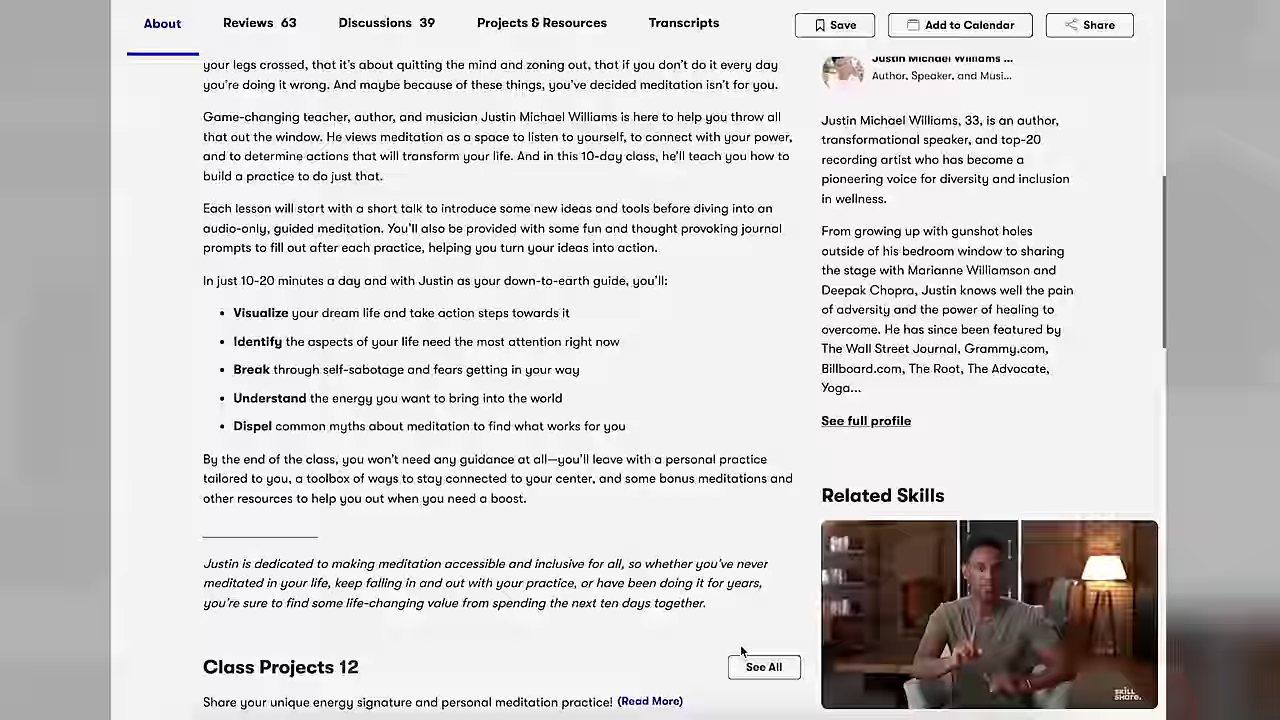 About
Reviews 63
Discussions 39
Projects & Resources
Transcripts
Save
Add to Calendar
Share
your legs crossed, that it's about quitting the mind and zoning out, that if you don't do it every day
you're doing it wrong. And maybe because of these things, you've decided meditation isn't for you.
Game-changing teacher, author, and musician Justin Michael Williams is here to help you throw all
that out the window. He views meditation as a space to listen to yourself, to connect with your power,
and to determine actions that will transform your life. And in this 10-day class, he'll teach you how to
build a practice to do just that.
Each lesson will start with a short talk to introduce some new ideas and tools before diving into an
audio-only, guided meditation. You'll also be provided with some fun and thought provoking journal
prompts to fill out after each practice, helping you turn your ideas into action.
In just 10-20 minutes a day and with Justin as your down-to-earth guide, you'll:
• Visualize your dream life and take action steps towards it
• Identify the aspects of your life need the most attention right now
• Break through self-sabotage and fears getting in your way
• Understand the energy you want to bring into the world
• Dispel common myths about meditation to find what works for you
By the end of the class, you won't need any guidance at all—you'll leave with a personal practice
tailored to you, a toolbox of ways to stay connected to your center, and some bonus meditations and
other resources to help you out when you need a boost.
Justin is dedicated to making meditation accessible and inclusive for all, so whether you've never
meditated in your life, keep falling in and out with your practice, or have been doing it for years,
you're sure to find some life-changing value from spending the next ten days together.
Class Projects 12
See All
Share your unique energy signature and personal meditation practice! (Read More)
Justin Michael Williams ...
Author, Speaker, and Musi...
Justin Michael Williams, 33, is an author,
transformational speaker, and top-20
recording artist who has become a
pioneering voice for diversity and inclusion
in wellness.
From growing up with gunshot holes
outside of his bedroom window to sharing
the stage with Marianne Williamson and
Deepak Chopra, Justin knows well the pain
of adversity and the power of healing to
overcome. He has since been featured by
The Wall Street Journal, Grammy.com,
Billboard.com, The Root, The Advocate,
Yoga...
See full profile
Related Skills
SKILL
SHARE.